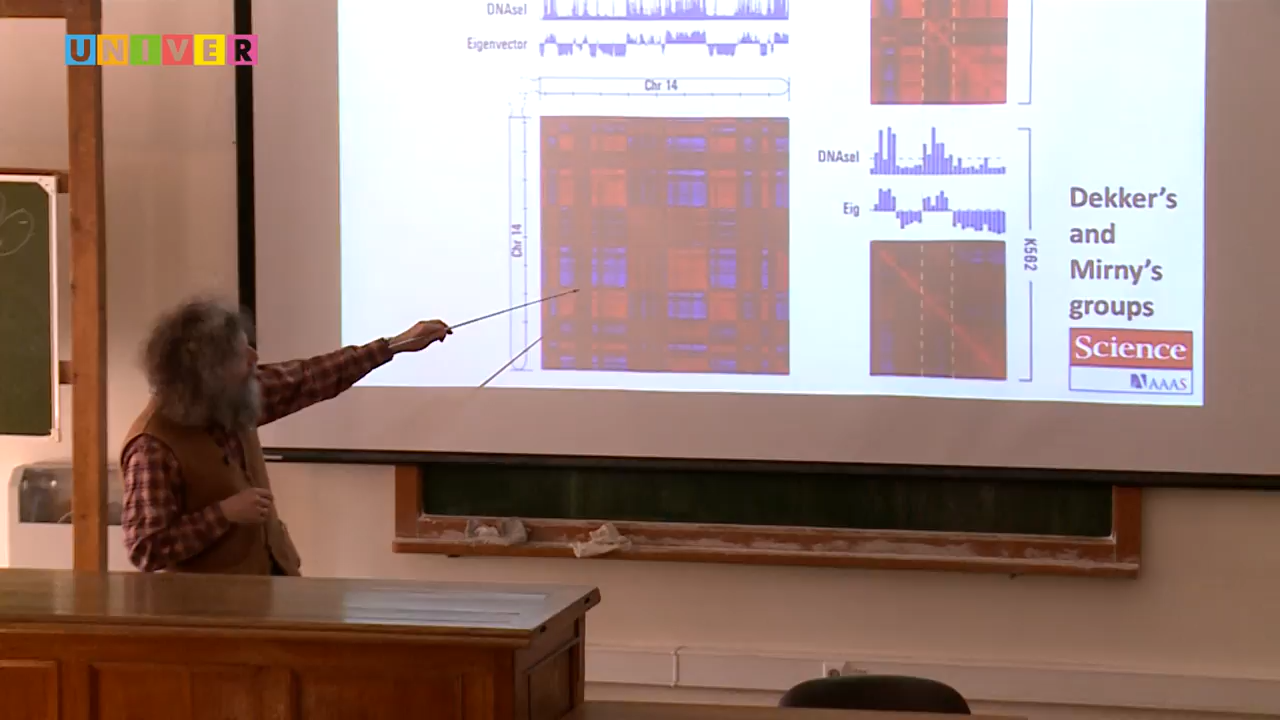 UNIVER
DNAseI
Eigenvector
Chr 14
Chr 14
DNAseI
Eig
K562
Dekker's
and
Mirny's
groups
Science
AAAS